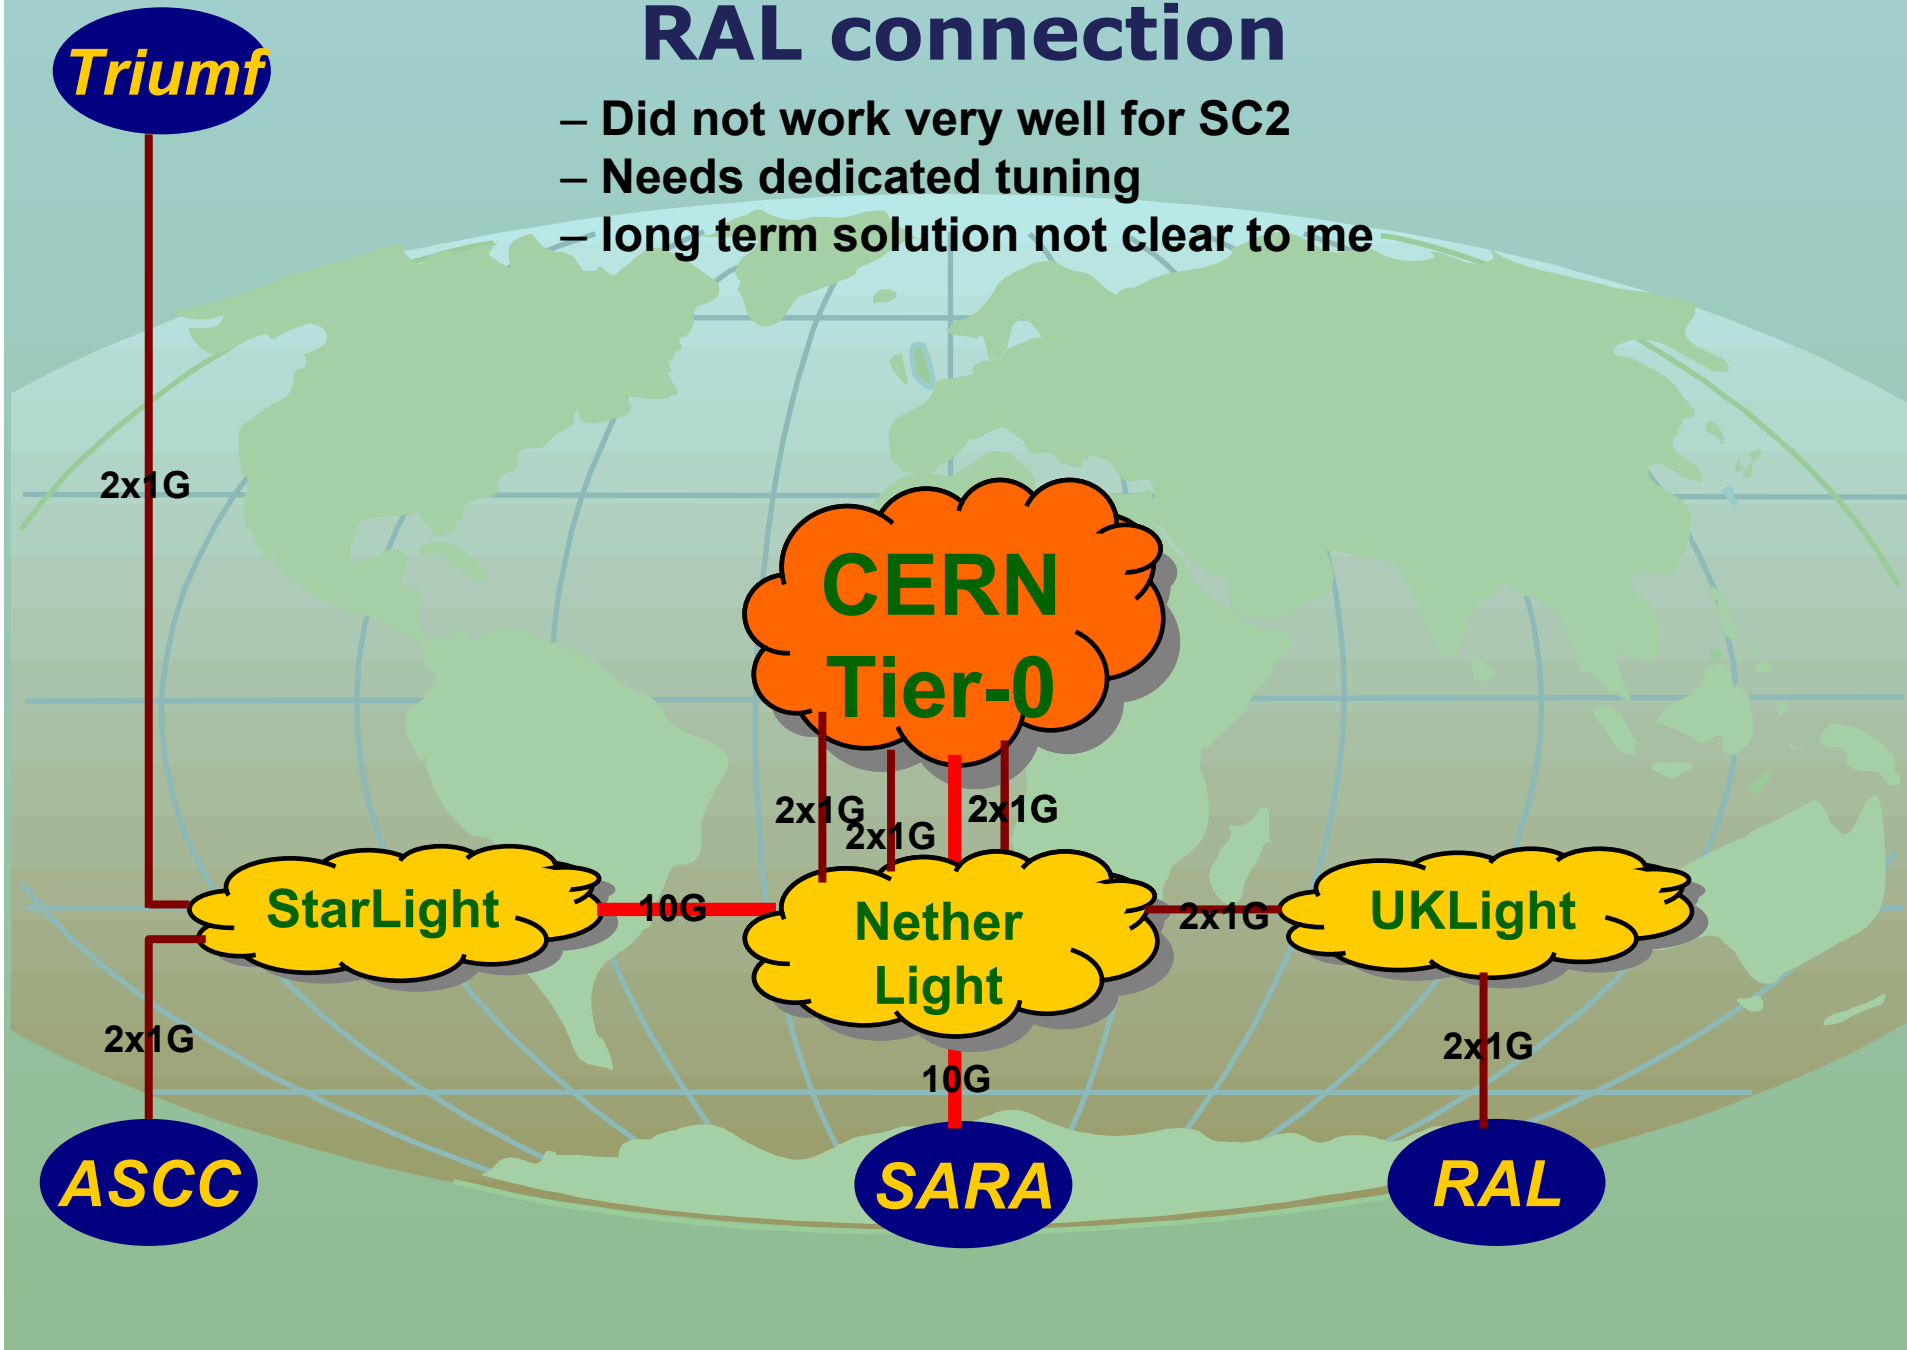 RAL connection
Triumf
– Did not work very well for SC2
– Needs dedicated tuning
– long term solution not clear to me
2x1G
CERN
Tier-0
2x1G
2x1G
2x1G
StarLight
10G
Nether
Light
2x1G
UKLight
2x1G
10G
2x1G
ASCC
SARA
RAL